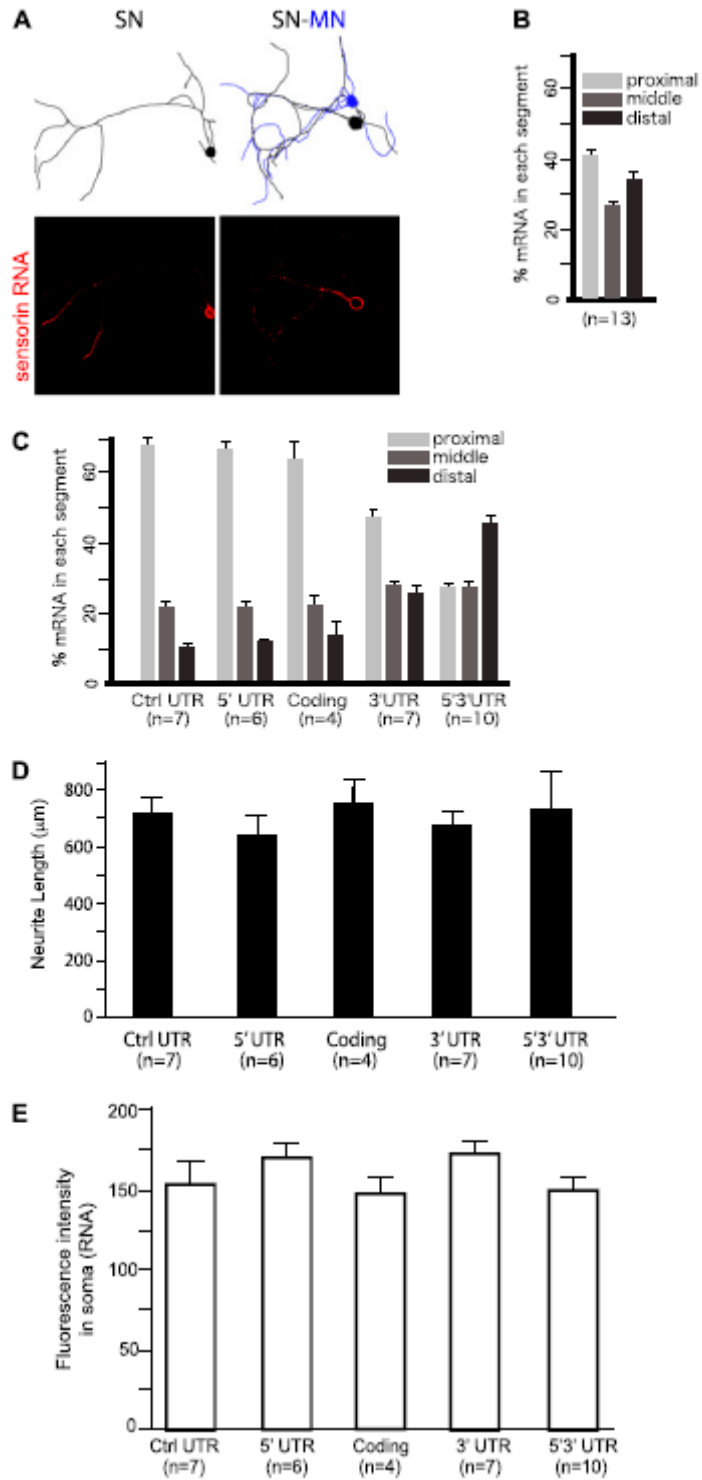 A
SN
SN-MN
sensorin RNA
B
% mRNA in each segment
60
40
20
0
proximal
middle
distal
(n=13)
C
% mRNA in each segment
60
40
20
0
proximal
middle
distal
Ctrl UTR 5' UTR Coding 3'UTR 5'3'UTR
(n=7) (n=6) (n=4) (n=7) (n=10)
D
Neurite Length (μm)
800
600
400
200
0
Ctrl UTR 5' UTR Coding 3' UTR 5'3' UTR
(n=7) (n=6) (n=4) (n=7) (n=10)
E
Fluorescence intensity
in soma (RNA)
200
150
100
50
0
Ctrl UTR 5' UTR Coding 3' UTR 5'3' UTR
(n=7) (n=6) (n=4) (n=7) (n=10)